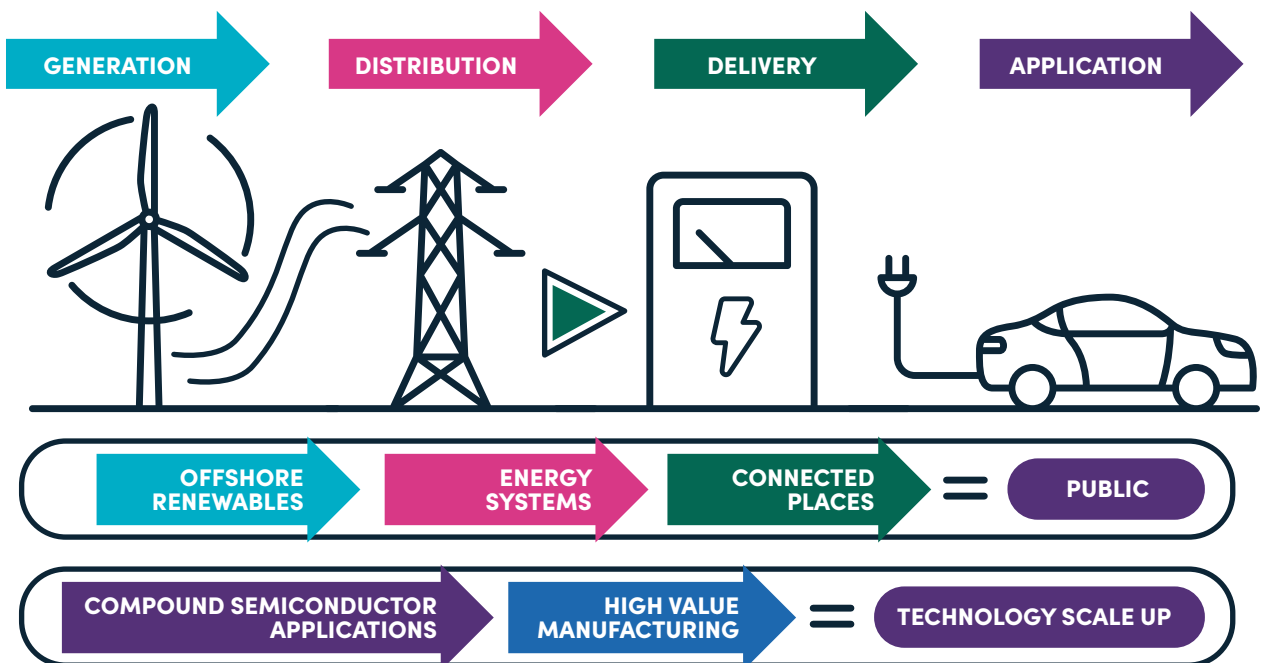 GENERATION
DISTRIBUTION
DELIVERY
APPLICATION
OFFSHORE
RENEWABLES
ENERGY
SYSTEMS
CONNECTED
PLACES
=
PUBLIC
COMPOUND SEMICONDUCTOR
APPLICATIONS
HIGH VALUE
MANUFACTURING
=
TECHNOLOGY SCALE UP